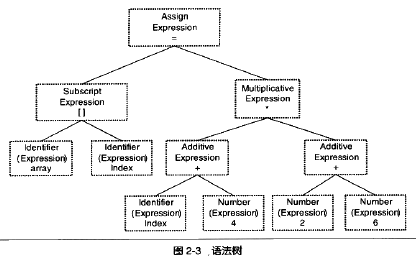 Assign
Expression
=
Subscript
Expression
[ ]
Multiplicative
Expression
*
Identifier
(Expression)
array
Identifier
(Expression)
Index
Additive
Expression
+
Additive
Expression
+
Identifier
(Expression)
Index
Number
(Expression)
4
Number
(Expression)
2
Number
(Expression)
6
图 2-3 语法树